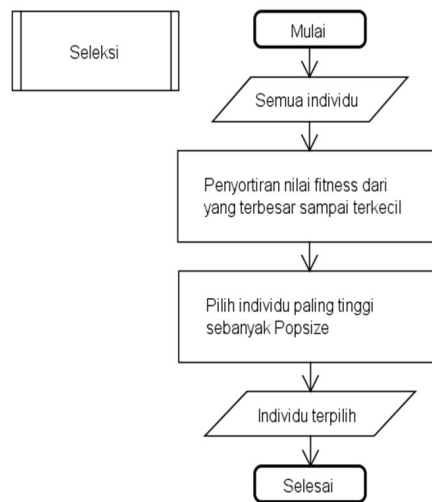 Seleksi
Mulai
Semua individu
Penyortiran nilai fitness dari
yang terbesar sampai terkecil
Pilih individu paling tinggi
sebanyak Popsize
Individu terpilih
Selesai